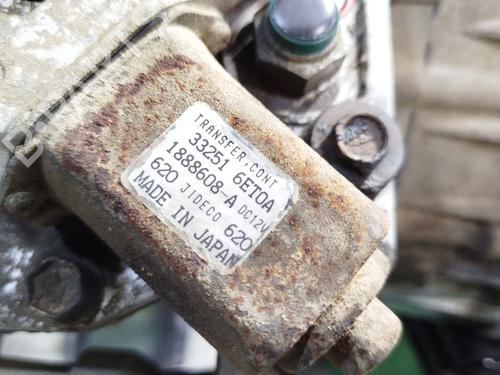 TRANSFER.CONT
33251 6ET0A
1888608 A DC12V
620 JIDECO 620
MADE IN JAPAN